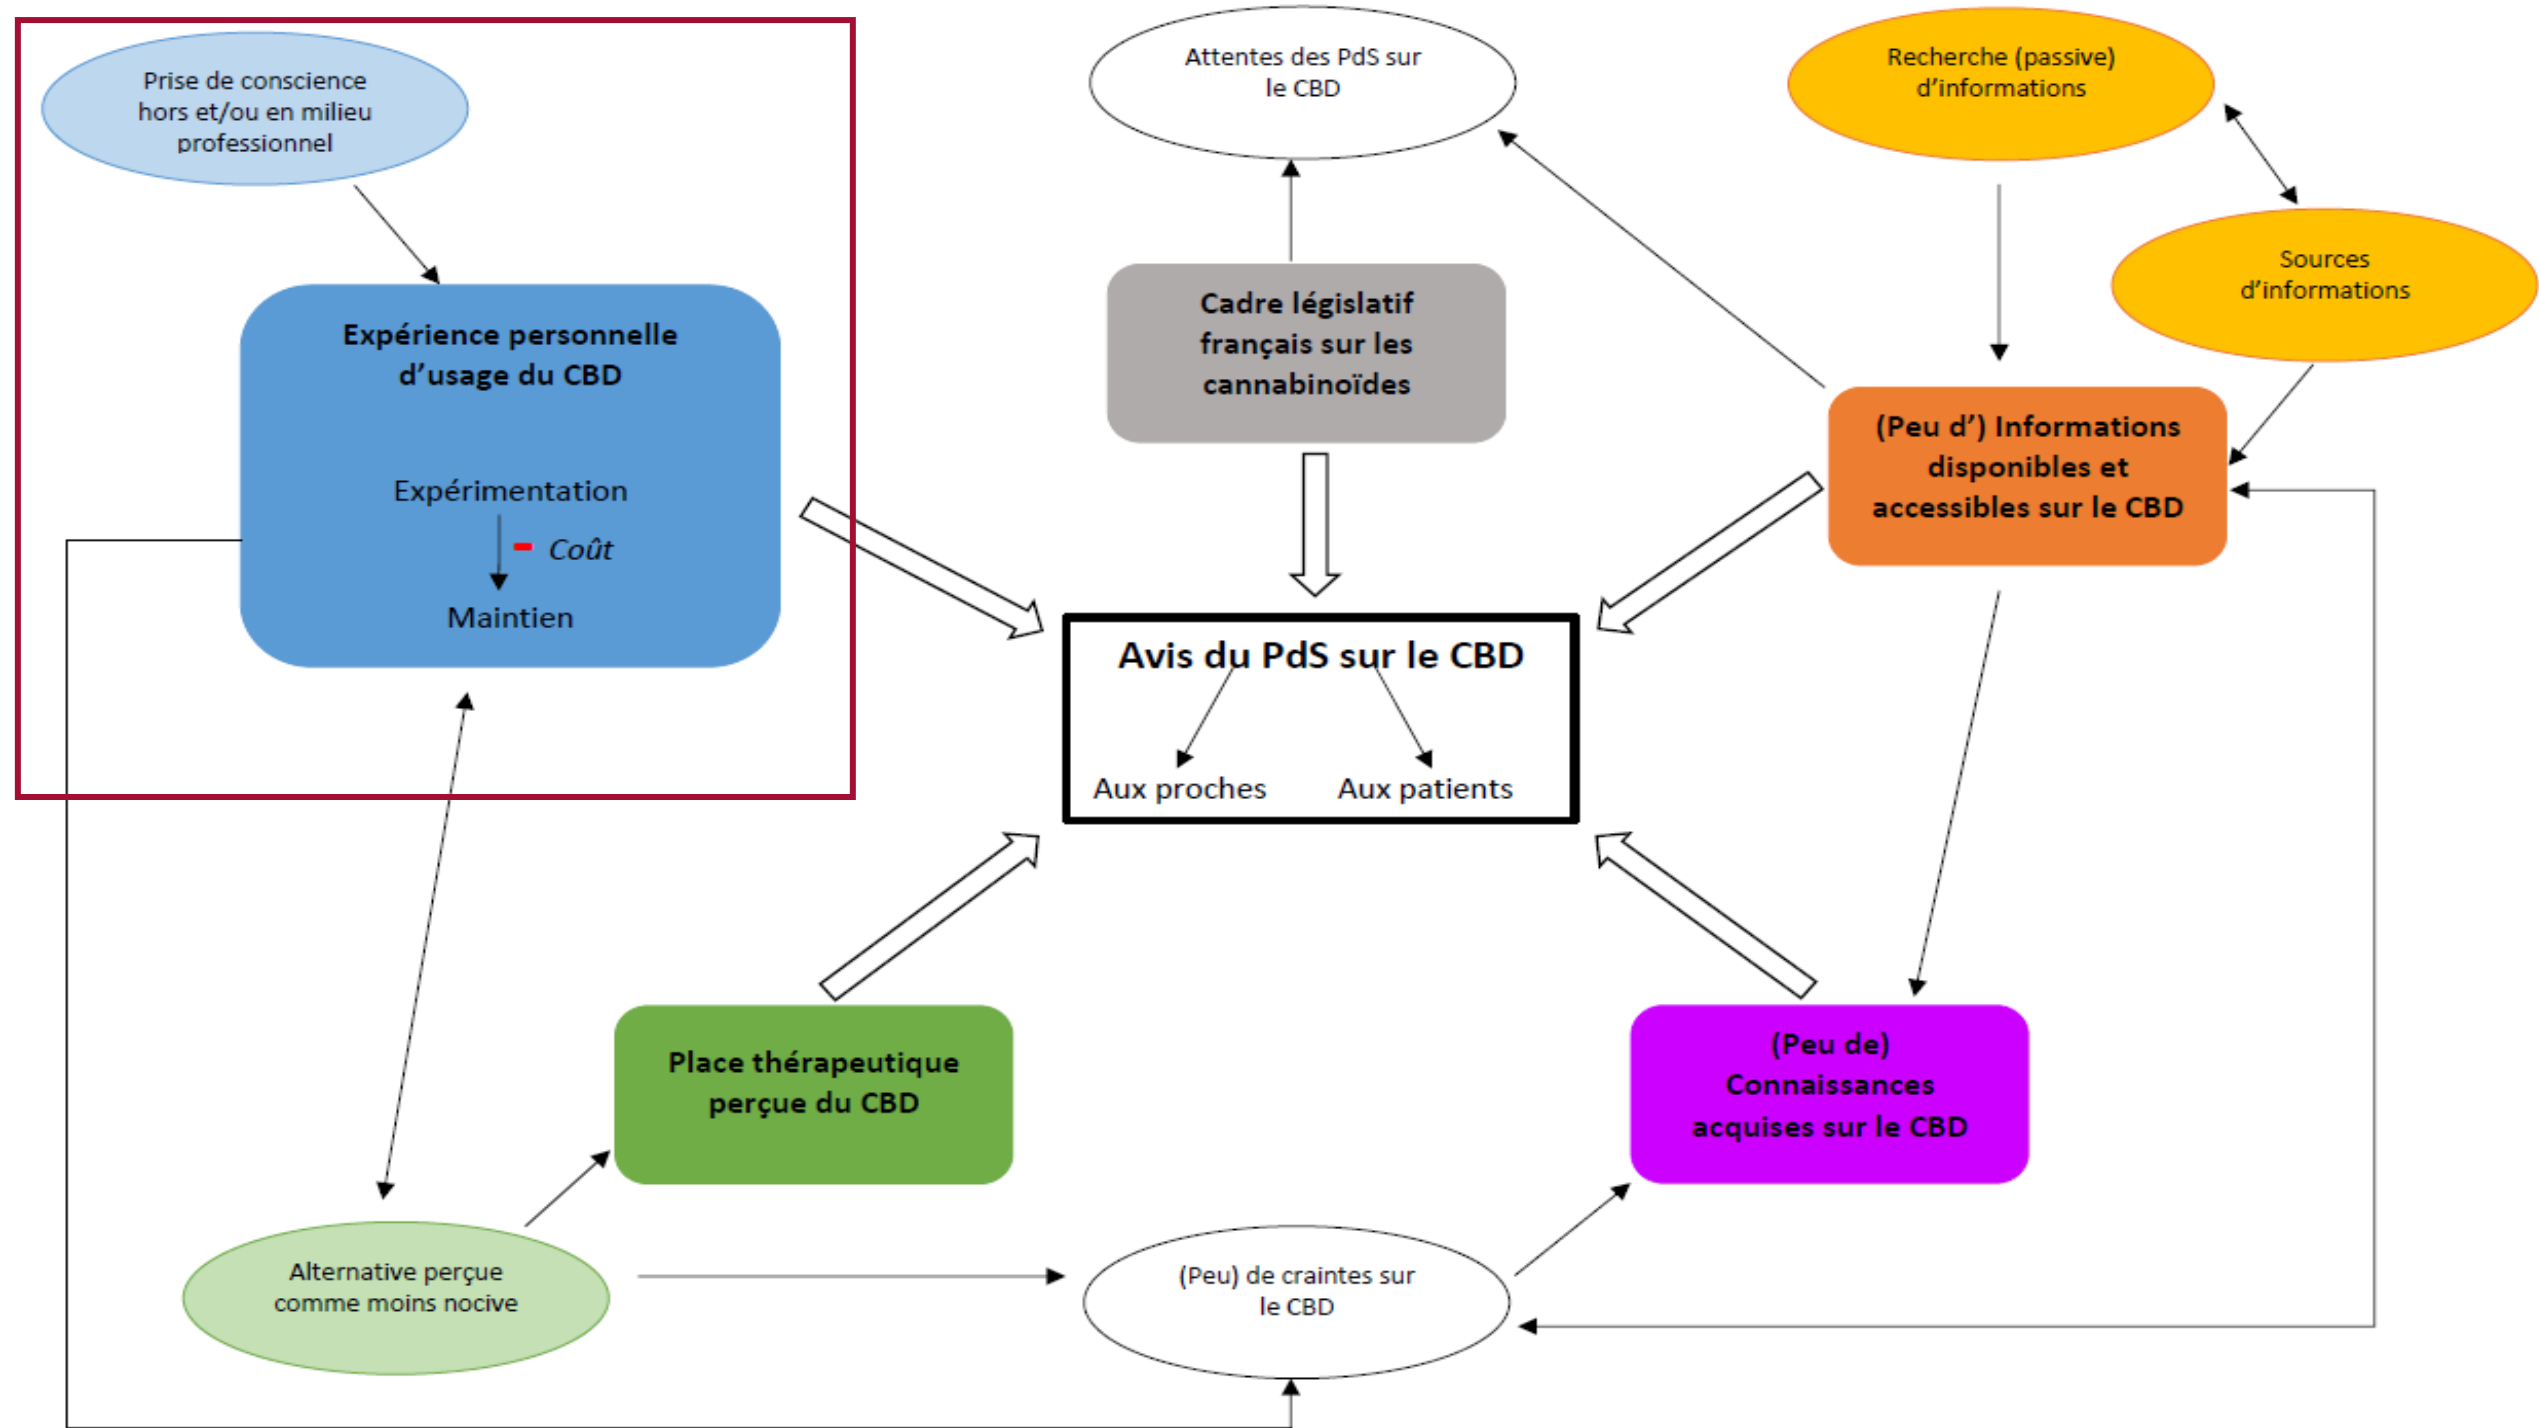 Prise de conscience
hors et/ou en milieu
professionnel
Attentes des PdS sur
le CBD
Recherche (passive)
d’informations
Sources
d’informations
Expérience personnelle
d’usage du CBD
Expérimentation
- Coût
Maintien
Cadre législatif
français sur les
cannabinoïdes
(Peu d’) Informations
disponibles et
accessibles sur le CBD
Avis du PdS sur le CBD
Aux proches
Aux patients
Place thérapeutique
perçue du CBD
(Peu de)
Connaissances
acquises sur le CBD
Alternative perçue
comme moins nocive
(Peu) de craintes sur
le CBD